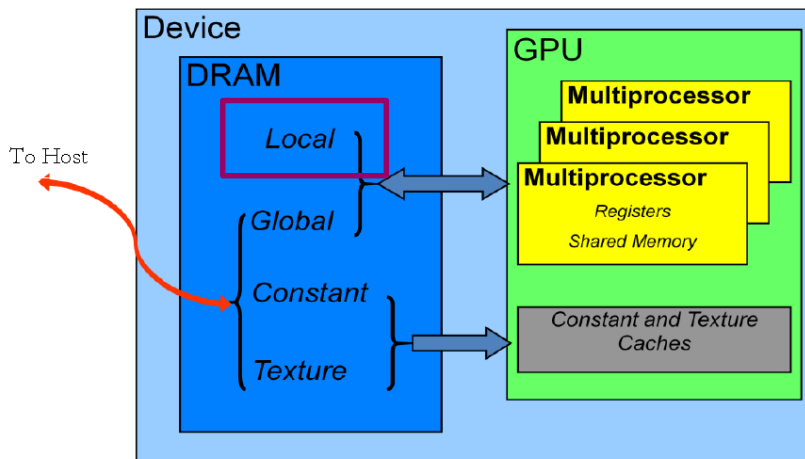 Device
DRAM
Local
Global
Constant
Texture
To Host
GPU
Multiprocessor
Multiprocessor
Multiprocessor
Registers
Shared Memory
Constant and Texture
Caches